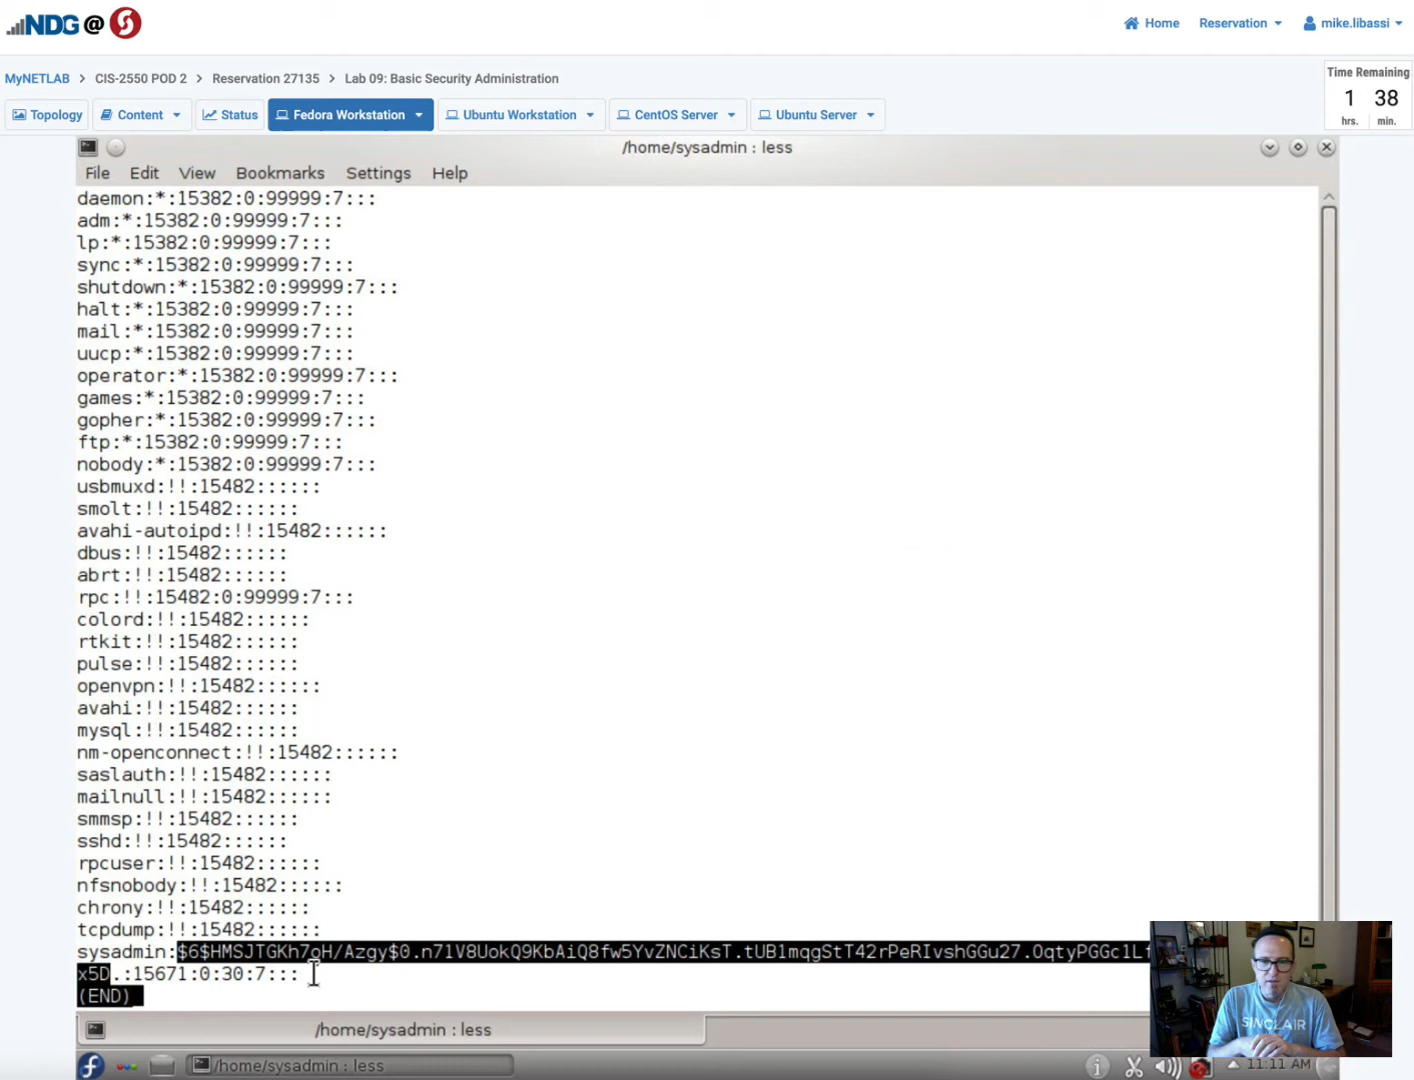 NDG @ S
Home Reservation mike.libassi
MyNETLAB > CIS-2550 POD 2 > Reservation 27135 > Lab 09: Basic Security Administration
Time Remaining
1 38
hrs. min.
Topology Content Status Fedora Workstation Ubuntu Workstation CentOS Server Ubuntu Server
/home/sysadmin : less
File Edit View Bookmarks Settings Help
daemon:*:15382:0:99999:7:::
adm:*:15382:0:99999:7:::
lp:*:15382:0:99999:7:::
sync:*:15382:0:99999:7:::
shutdown:*:15382:0:99999:7:::
halt:*:15382:0:99999:7:::
mail:*:15382:0:99999:7:::
uucp:*:15382:0:99999:7:::
operator:*:15382:0:99999:7:::
games:*:15382:0:99999:7:::
gopher:*:15382:0:99999:7:::
ftp:*:15382:0:99999:7:::
nobody:*:15382:0:99999:7:::
usbmuxd:!!:15482::::::
smolt:!!:15482::::::
avahi-autoipd:!!:15482::::::
dbus:!!:15482::::::
abrt:!!:15482::::::
rpc:!!:15482:0:99999:7:::
colord:!!:15482::::::
rtkit:!!:15482::::::
pulse:!!:15482::::::
openvpn:!!:15482::::::
avahi:!!:15482::::::
mysql:!!:15482::::::
nm-openconnect:!!:15482::::::
saslauth:!!:15482::::::
mailnull:!!:15482::::::
smmsp:!!:15482::::::
sshd:!!:15482::::::
rpcuser:!!:15482::::::
nfsnobody:!!:15482::::::
chrony:!!:15482::::::
tcpdump:!!:15482::::::
sysadmin:$6$HMSJTGKh7oH/Azgy$0.n71V8UokQ9KbAiQ8fw5YvZNCiKsT.tUB1mqgStT42rPeRIvshGGu27.OqtyPGGc1L
x5D.:15671:0:30:7:::
(END)
/home/sysadmin : less
/home/sysadmin : less
11:11 AM
SINCLAIR